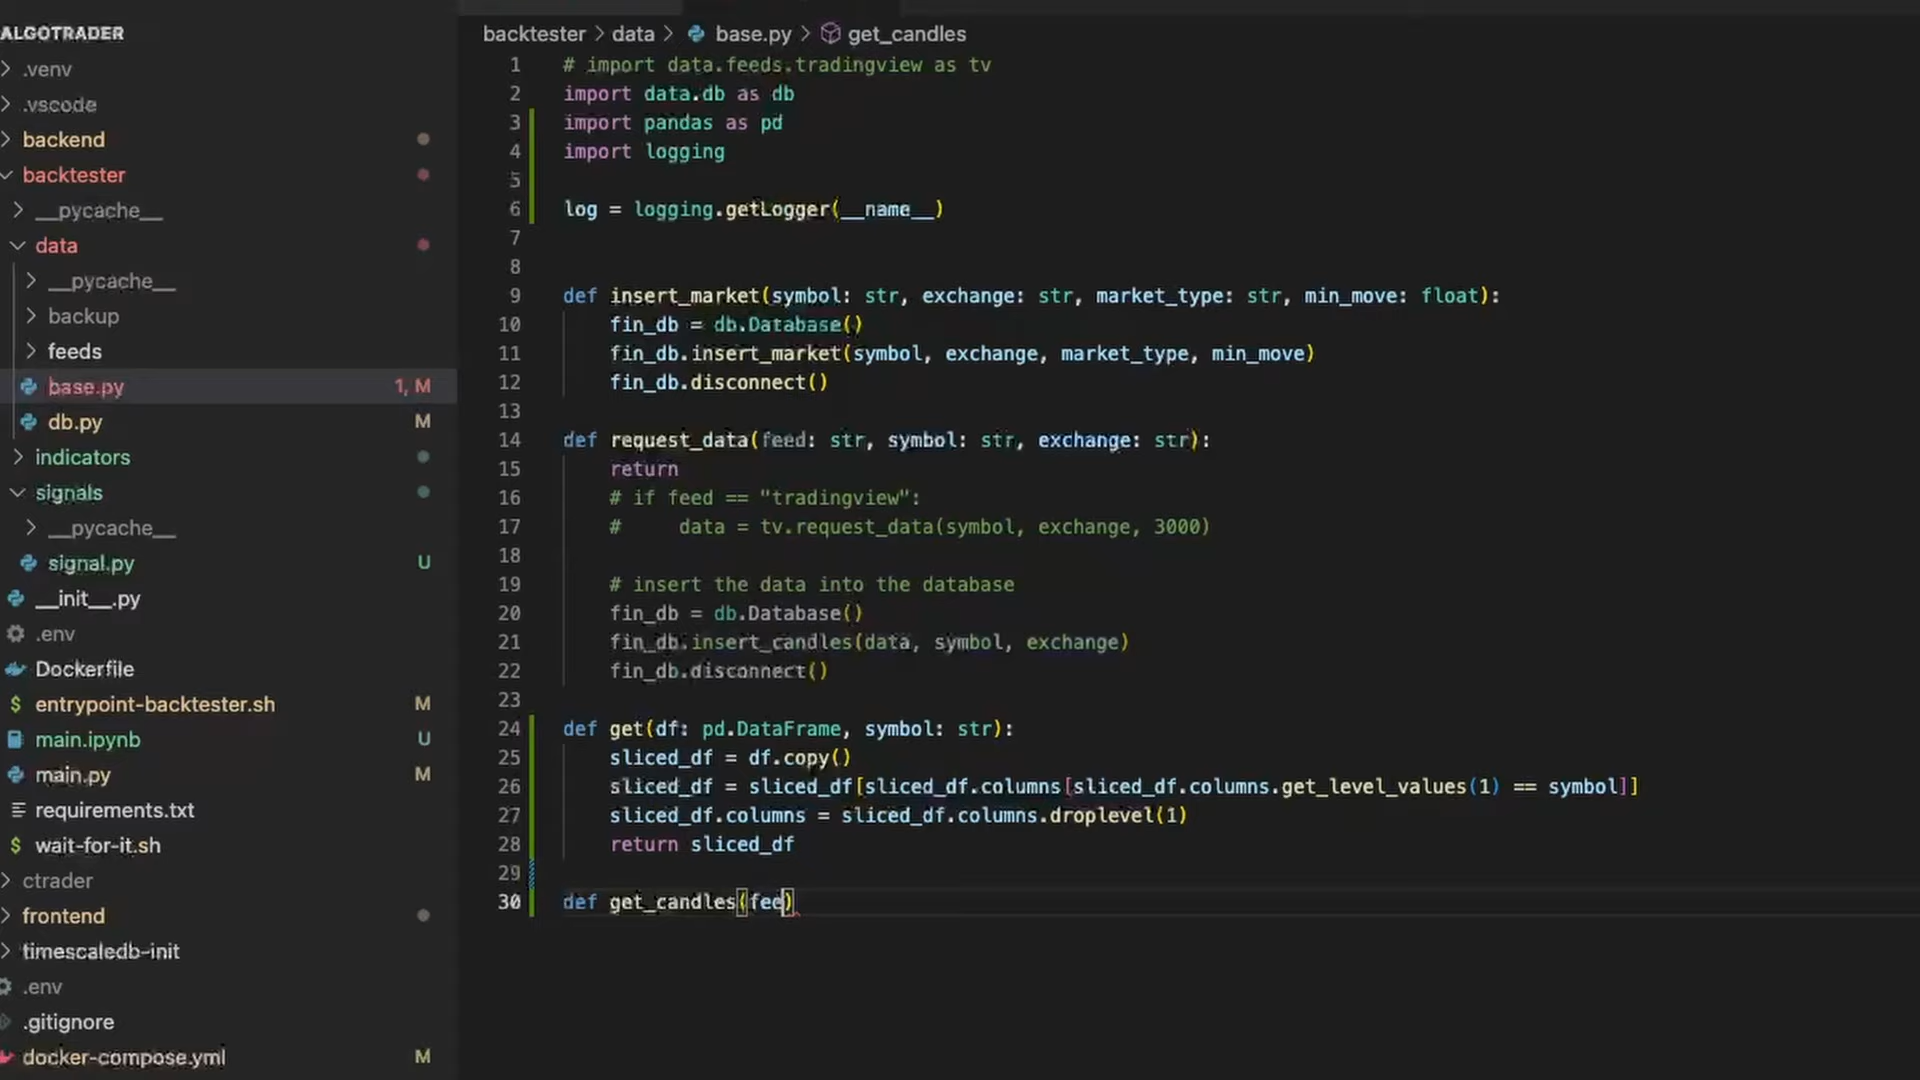 ALGOTRADER
.venv
.vscode
backend
backtester
__pycache__
data
__pycache__
backup
feeds
base.py 1, M
db.py M
indicators
signals
__pycache__
signal.py U
__init__.py
.env
Dockerfile
entrypoint-backtester.sh M
main.ipynb U
main.py M
requirements.txt
wait-for-it.sh
ctrader
frontend
timescaledb-init
.env
.gitignore
docker-compose.yml M
backtester > data > base.py > get_candles
1 # import data.feeds.tradingview as tv
2 import data.db as db
3 import pandas as pd
4 import logging
5
6 log = logging.getLogger(__name__)
7
8
9 def insert_market(symbol: str, exchange: str, market_type: str, min_move: float):
10 fin_db = db.Database()
11 fin_db.insert_market(symbol, exchange, market_type, min_move)
12 fin_db.disconnect()
13
14 def request_data(feed: str, symbol: str, exchange: str):
15 return
16 # if feed == "tradingview":
17 # data = tv.request_data(symbol, exchange, 3000)
18
19 # insert the data into the database
20 fin_db = db.Database()
21 fin_db.insert_candles(data, symbol, exchange)
22 fin_db.disconnect()
23
24 def get(df: pd.DataFrame, symbol: str):
25 sliced_df = df.copy()
26 sliced_df = sliced_df[sliced_df.columns[sliced_df.columns.get_level_values(1) == symbol]]
27 sliced_df.columns = sliced_df.columns.droplevel(1)
28 return sliced_df
29
30 def get_candles(fee)